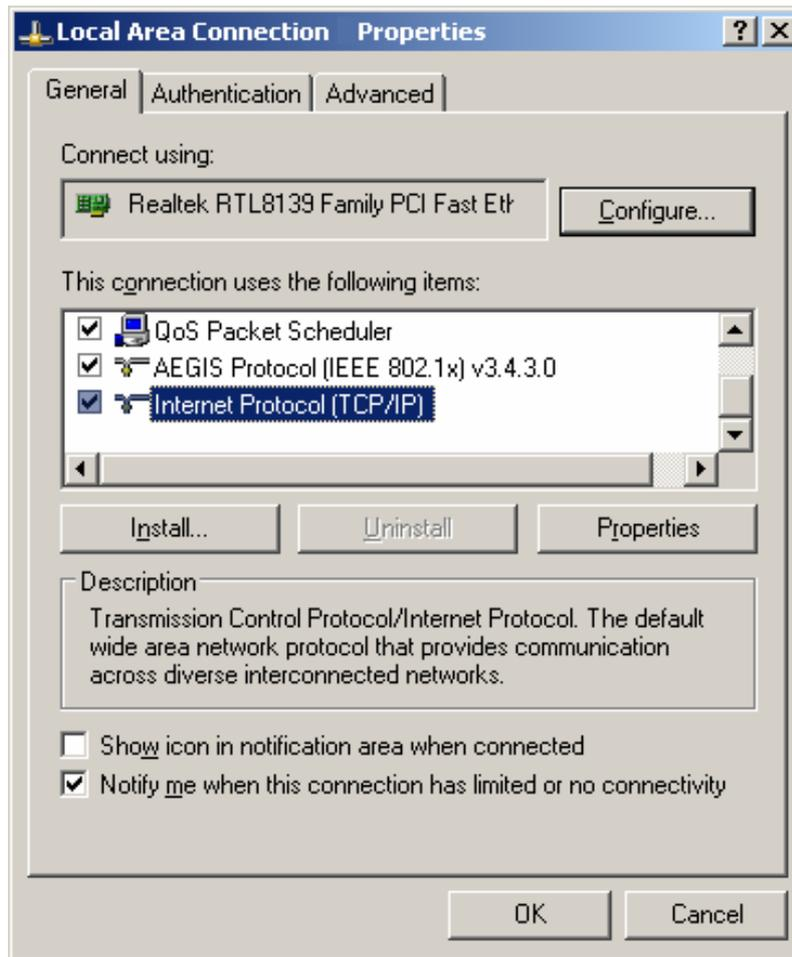 Local Area Connection Properties
General Authentication Advanced
Connect using:
Realtek RTL8139 Family PCI Fast Eth
Configure...
This connection uses the following items:
QoS Packet Scheduler
AEGIS Protocol (IEEE 802.1x) v3.4.3.0
Internet Protocol (TCP/IP)
Install... Uninstall Properties
Description
Transmission Control Protocol/Internet Protocol. The default
wide area network protocol that provides communication
across diverse interconnected networks.
Show icon in notification area when connected
Notify me when this connection has limited or no connectivity
OK Cancel